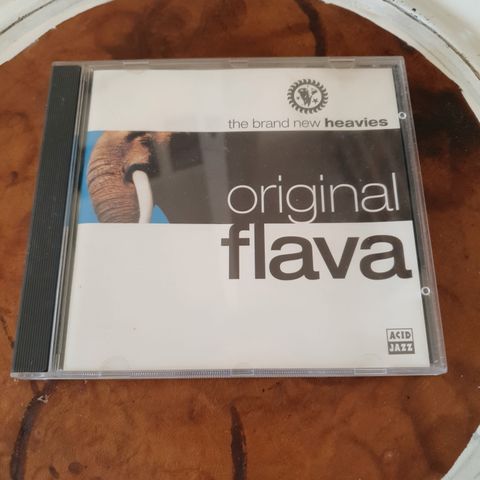 the brand new heavies
original
flava
ACID
JAZZ